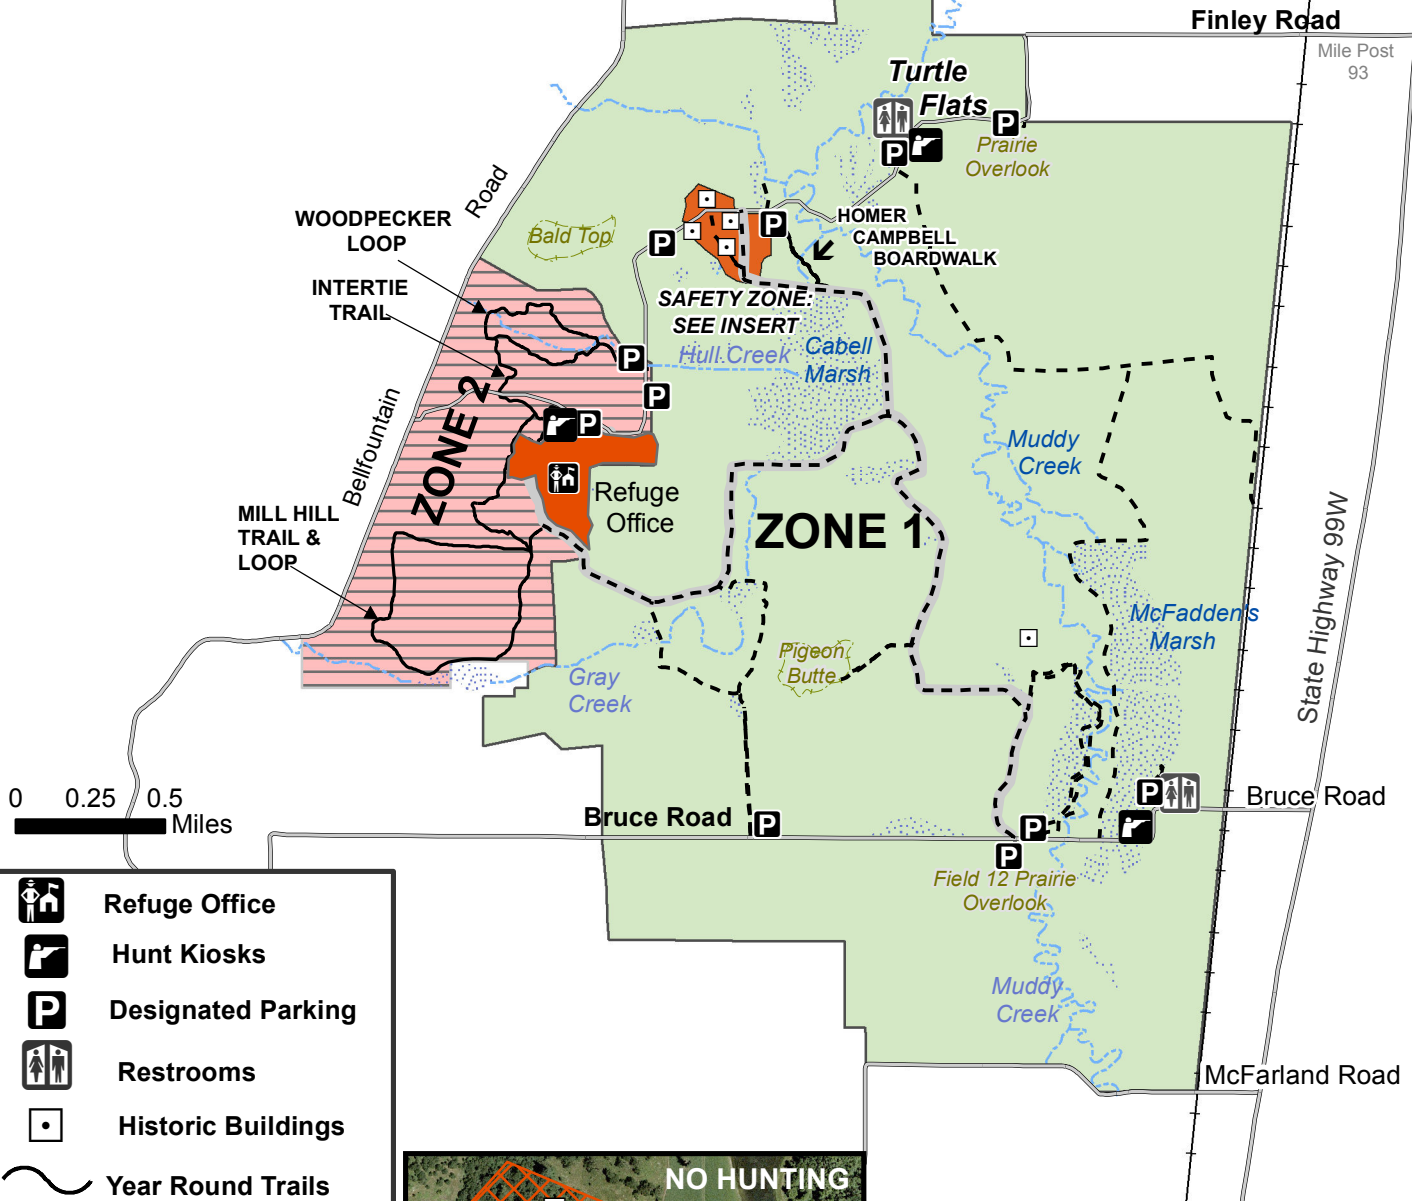 Finley Road
Mile Post
93
Turtle
Flats
P
P
Prairie
Overlook
Road
WOODPECKER
LOOP
Bald Top
P
P
HOMER
CAMPBELL
BOARDWALK
INTERTIE
TRAIL
SAFETY ZONE:
SEE INSERT
Hull Creek
Cabell
Marsh
P
P
ZONE 2
P
Bellfountain
Muddy
Creek
Refuge
Office
ZONE 1
MILL HILL
TRAIL &
LOOP
State Highway 99W
McFadden's
Marsh
Pigeon
Butte
Gray
Creek
0 0.25 0.5
Miles
Bruce Road
P
P
P
P
Bruce Road
Field 12 Prairie
Overlook
Muddy
Creek
McFarland Road
Refuge Office
Hunt Kiosks
P Designated Parking
Restrooms
Historic Buildings
Year Round Trails
NO HUNTING